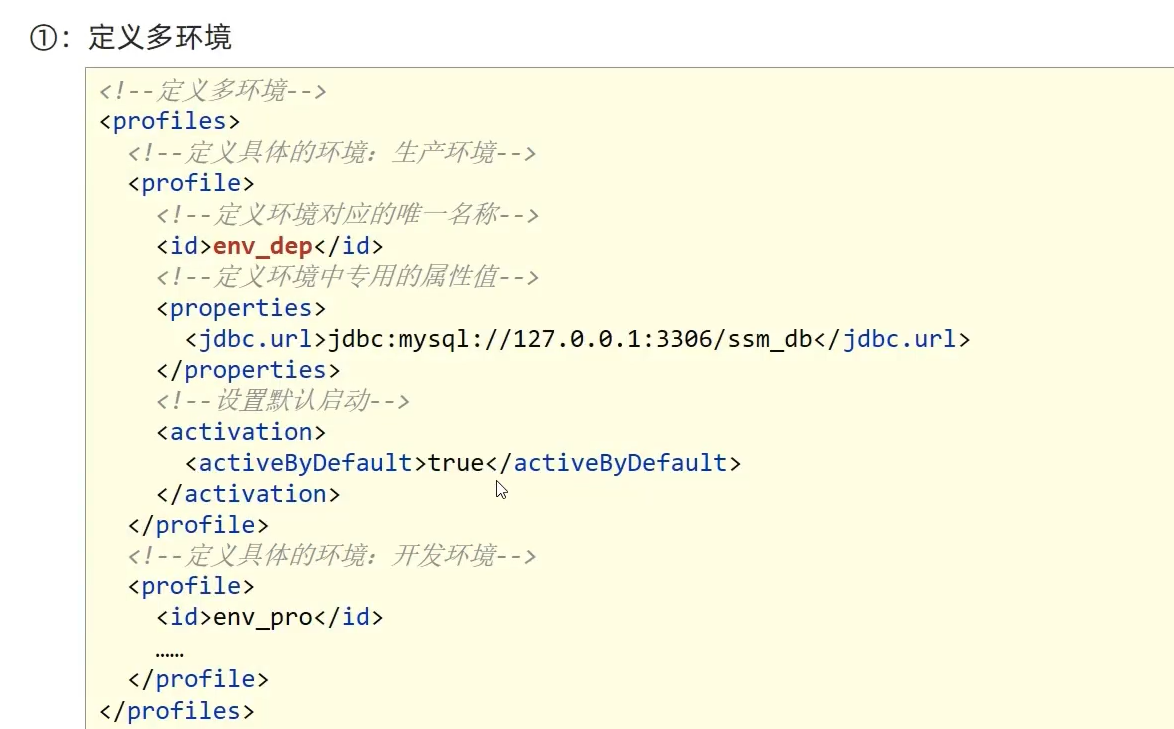 ①：定义多环境
<!--定义多环境-->
<profiles>
<!--定义具体的环境：生产环境-->
<profile>
<!--定义环境对应的唯一名称-->
<id>env_dep</id>
<!--定义环境中专用的属性值-->
<properties>
<jdbc.url>jdbc:mysql://127.0.0.1:3306/ssm_db</jdbc.url>
</properties>
<!--设置默认启动-->
<activation>
<activeByDefault>true</activeByDefault>
</activation>
</profile>
<!--定义具体的环境：开发环境-->
<profile>
<id>env_pro</id>
……
</profile>
</profiles>